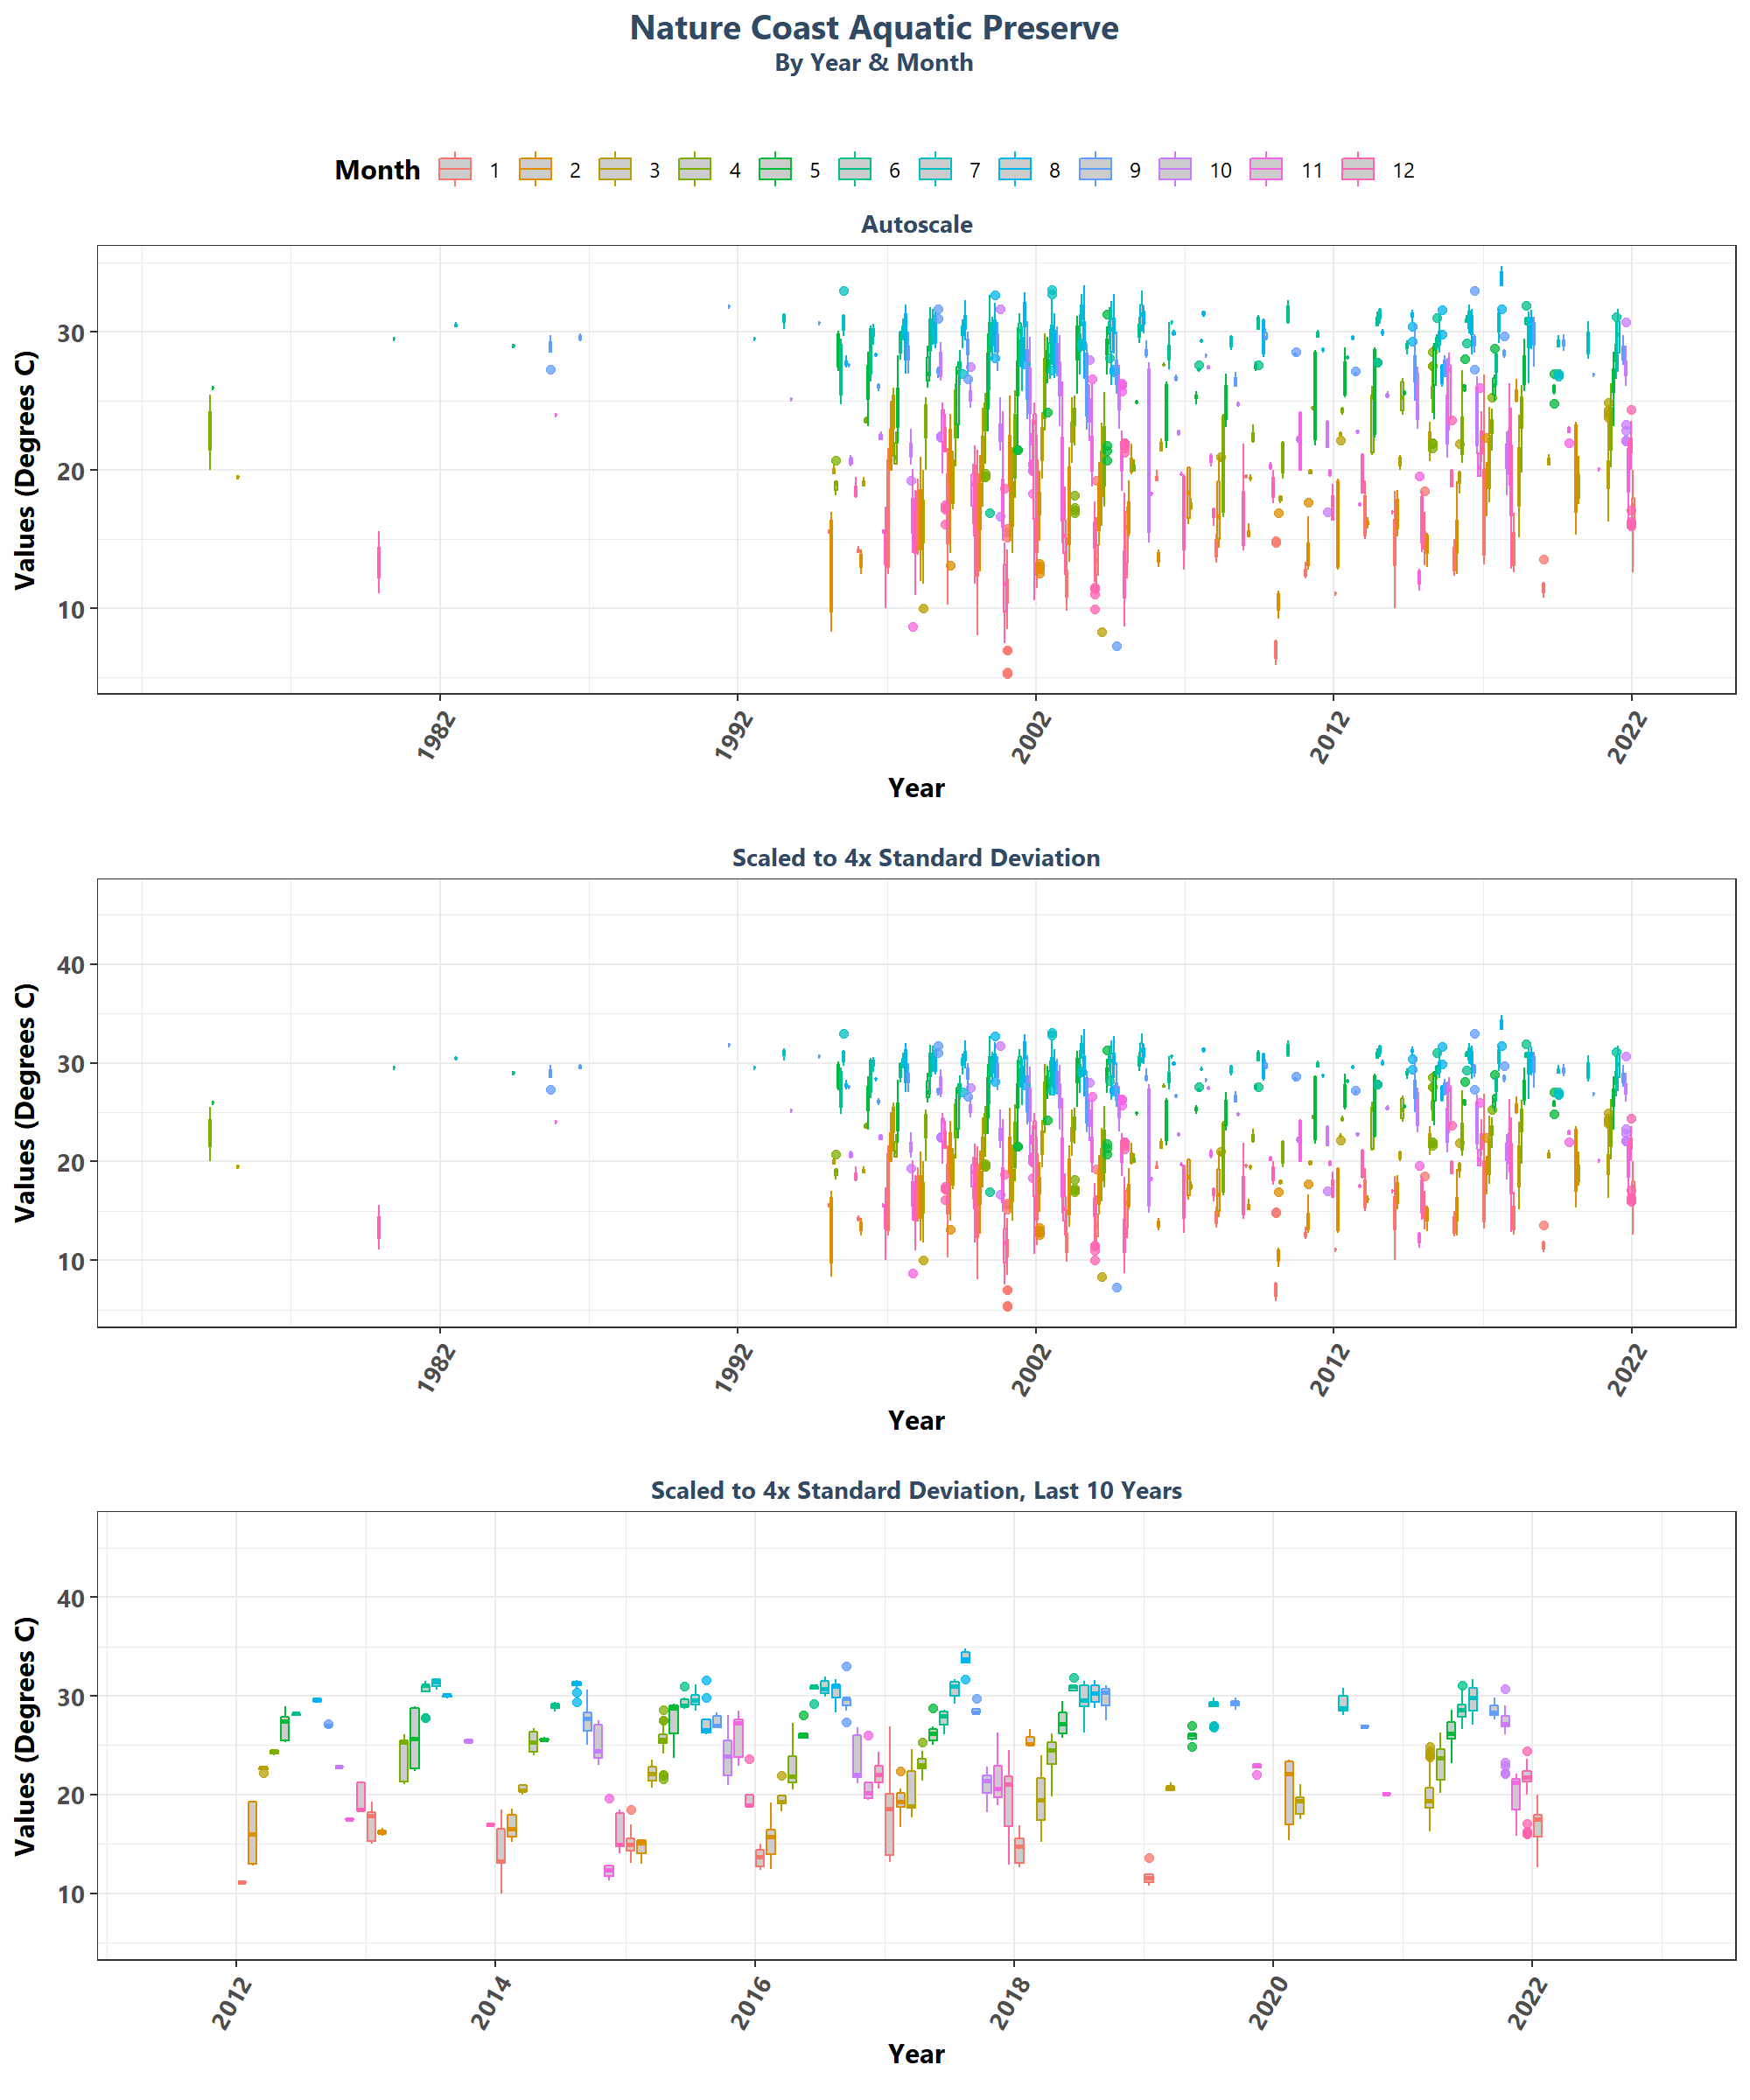 Nature Coast Aquatic Preserve
By Year & Month
Month 1 2 3 4 5 6 7 8 9 10 11 12
Autoscale
Values (Degrees C)
30
20
10
1982 1992 2002 2012 2022
Year
Scaled to 4x Standard Deviation
Values (Degrees C)
40
30
20
10
1982 1992 2002 2012 2022
Year
Scaled to 4x Standard Deviation, Last 10 Years
Values (Degrees C)
40
30
20
10
2012 2014 2016 2018 2020 2022
Year